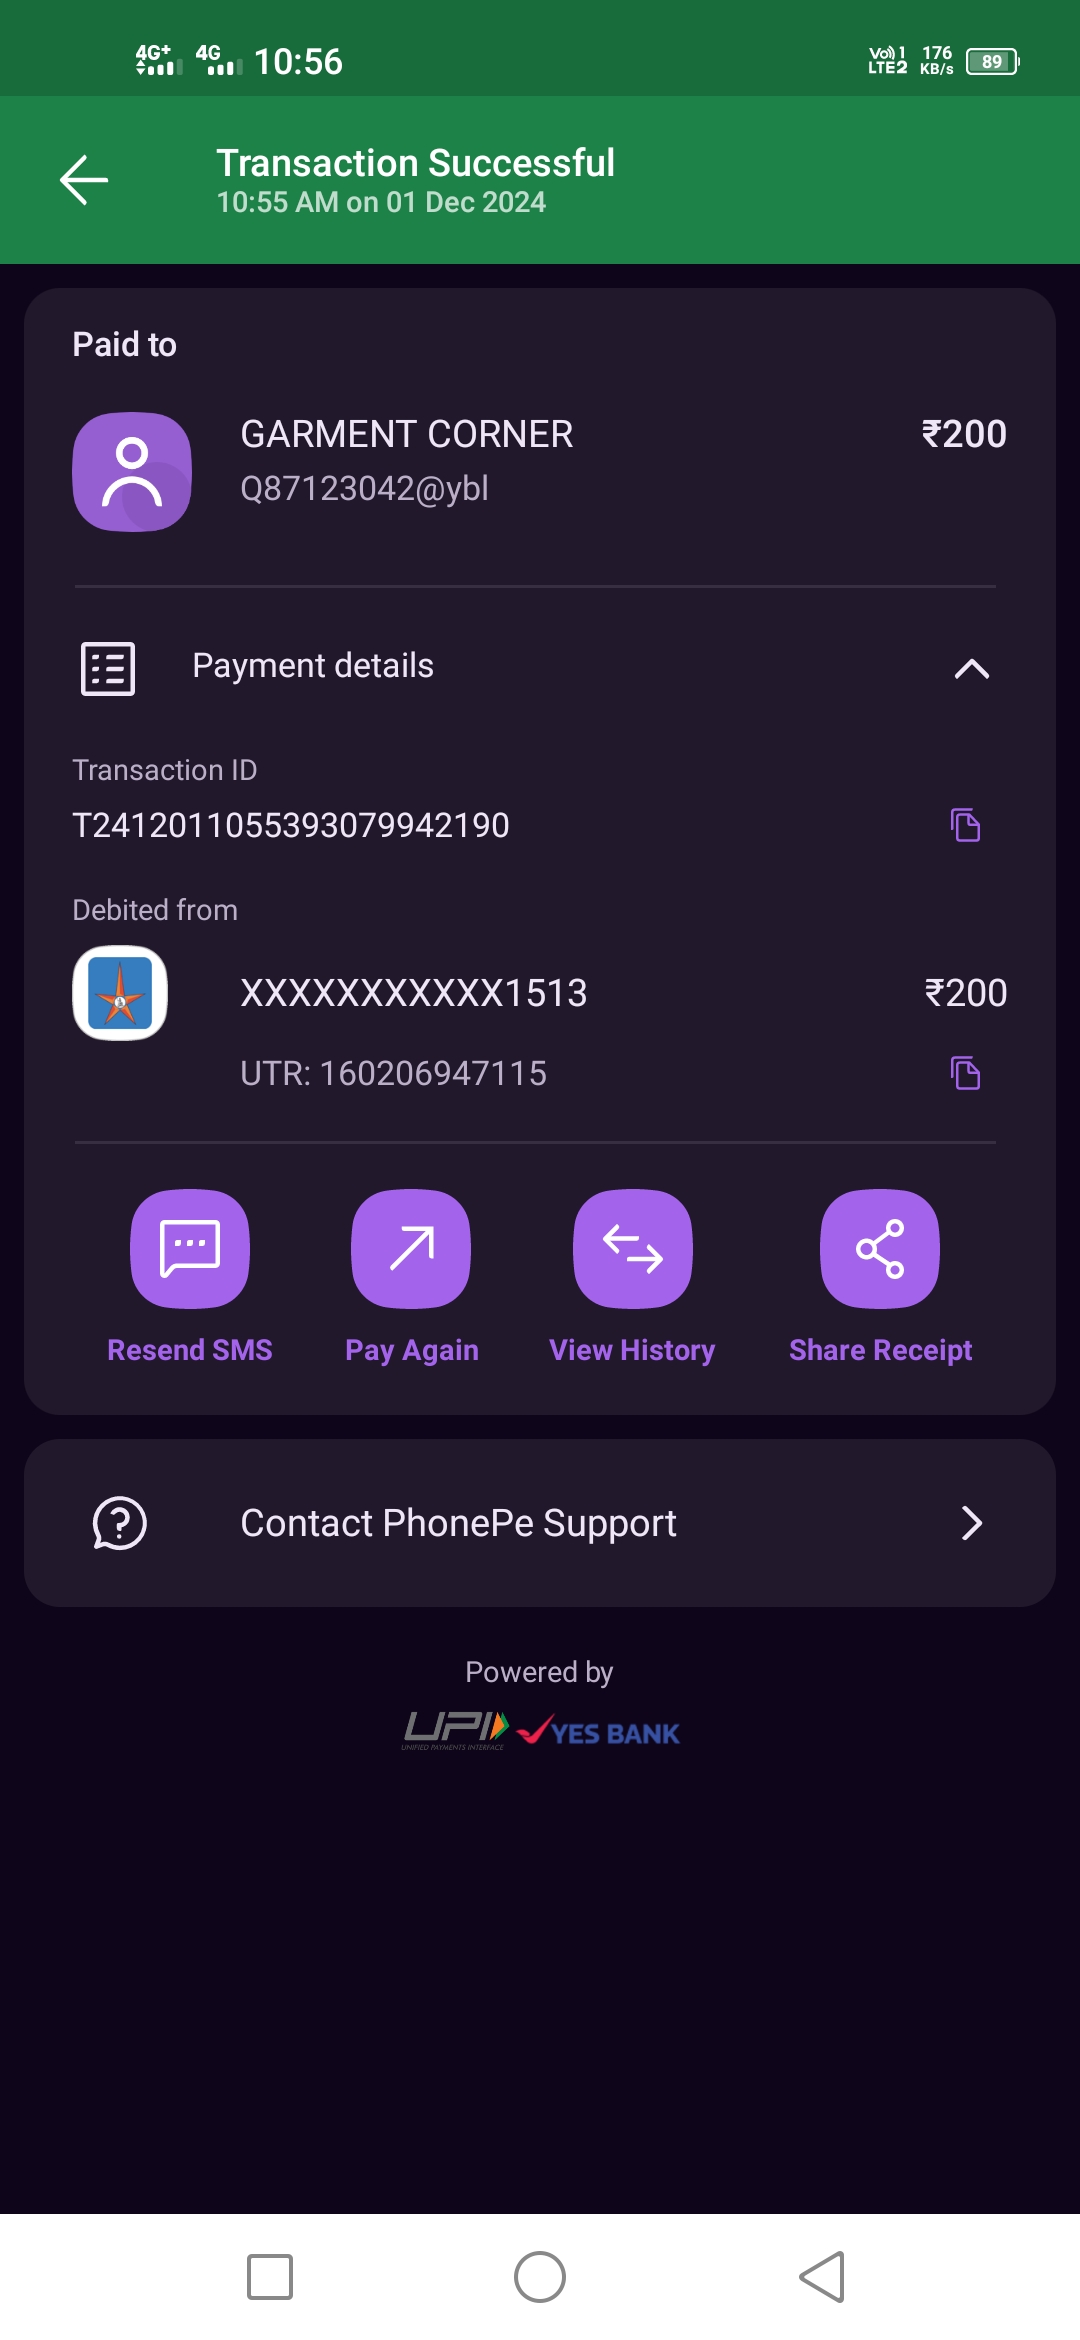 4G+ 4G 10:56 Vo)) 1 LTE2 176 KB/s 89
Transaction Successful
10:55 AM on 01 Dec 2024
Paid to
GARMENT CORNER ₹200
Q87123042@ybl
Payment details
Transaction ID
T2412011055393079942190
Debited from
XXXXXXXXXXX1513 ₹200
UTR: 160206947115
Resend SMS Pay Again View History Share Receipt
Contact PhonePe Support
Powered by
UPI YES BANK
UNIFIED PAYMENTS INTERFACE